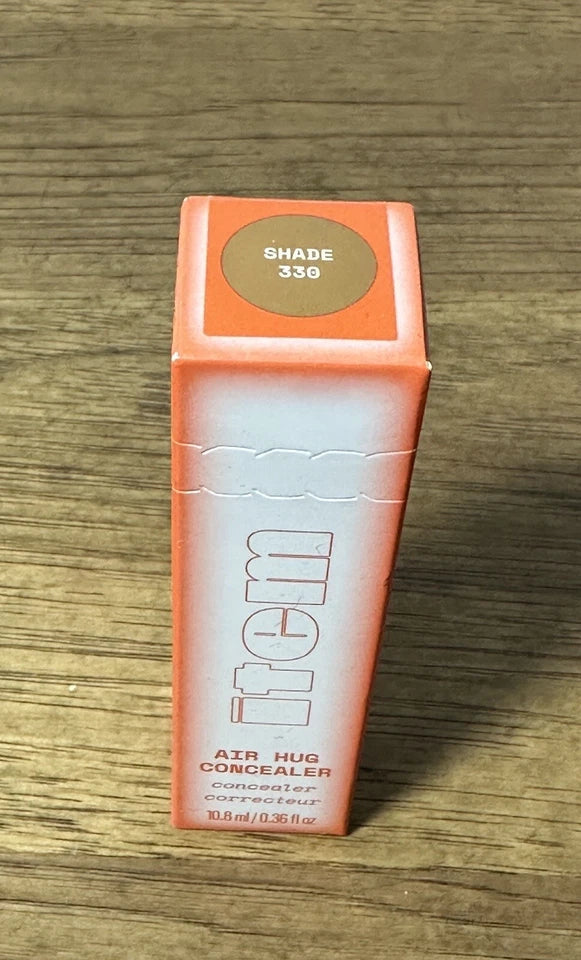 SHADE
330
item
AIR HUG
CONCEALER
concealer
correcteur
10.8 ml / 0.36 fl oz